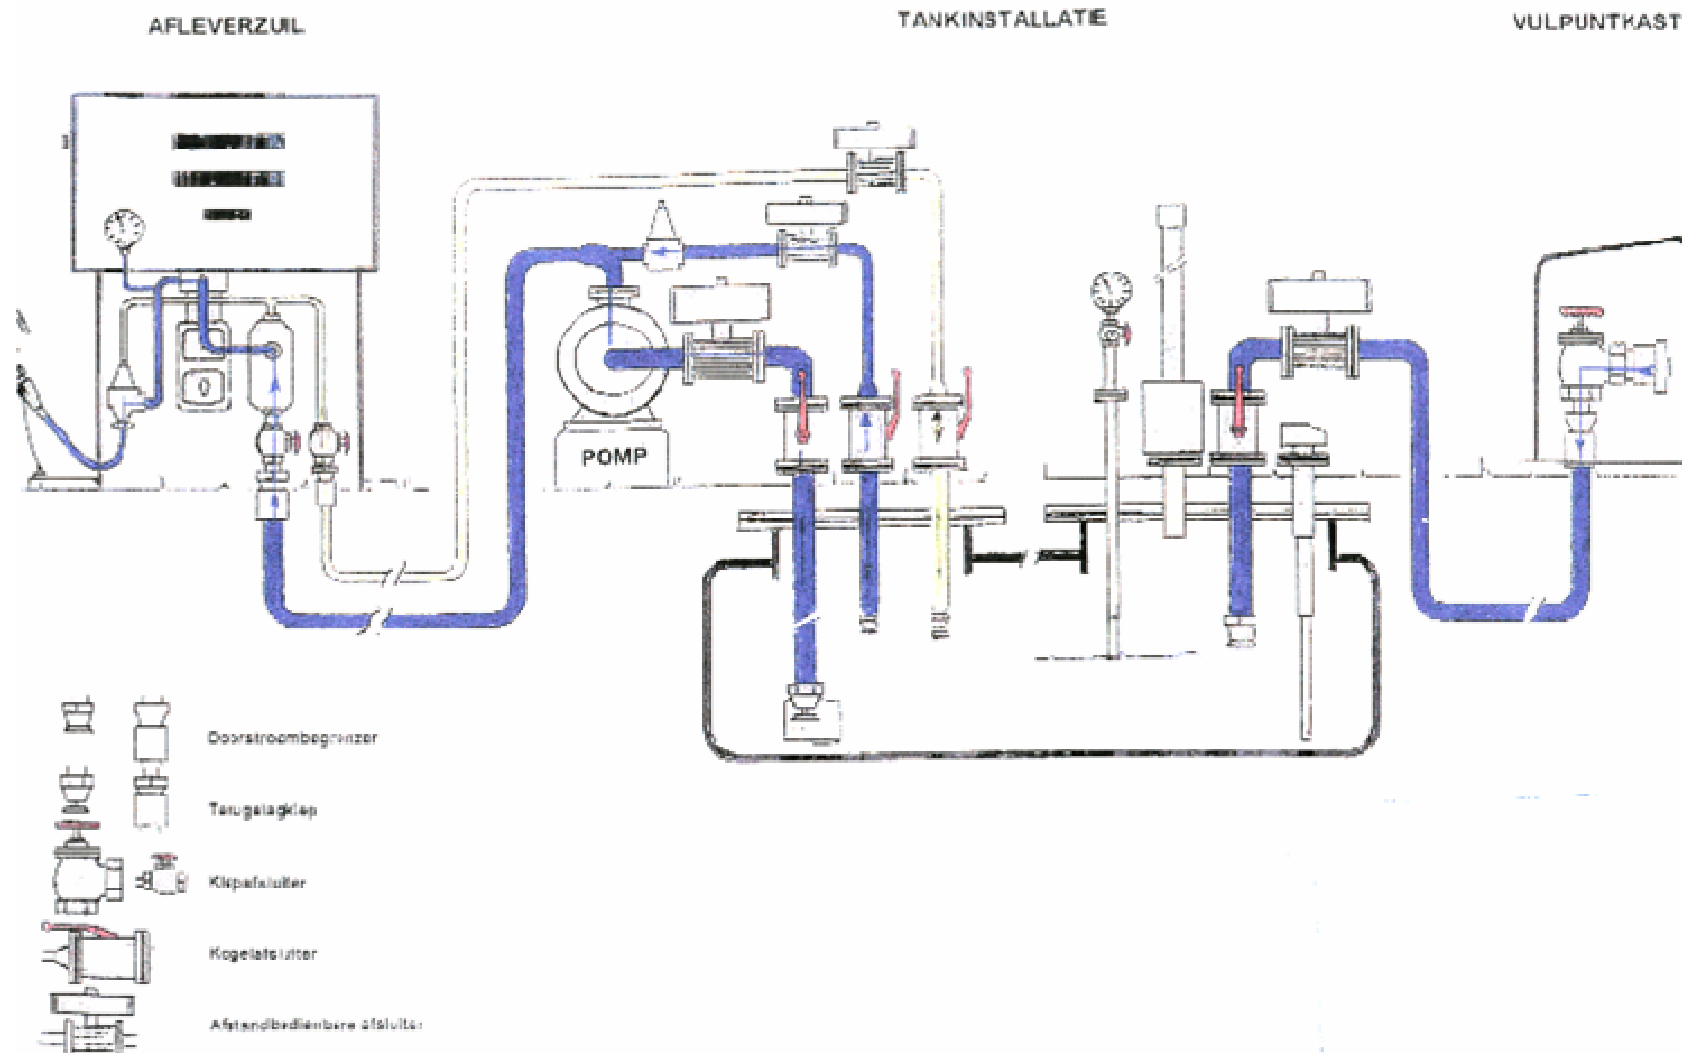 AFLEVERZUIL
TANKINSTALLATIE
VULPUNTKAST
POMP
Doorstroombegrenzer
Terugslagklep
Klepafsluiter
Kogelafsluiter
Afstandbedienbare afsluiter